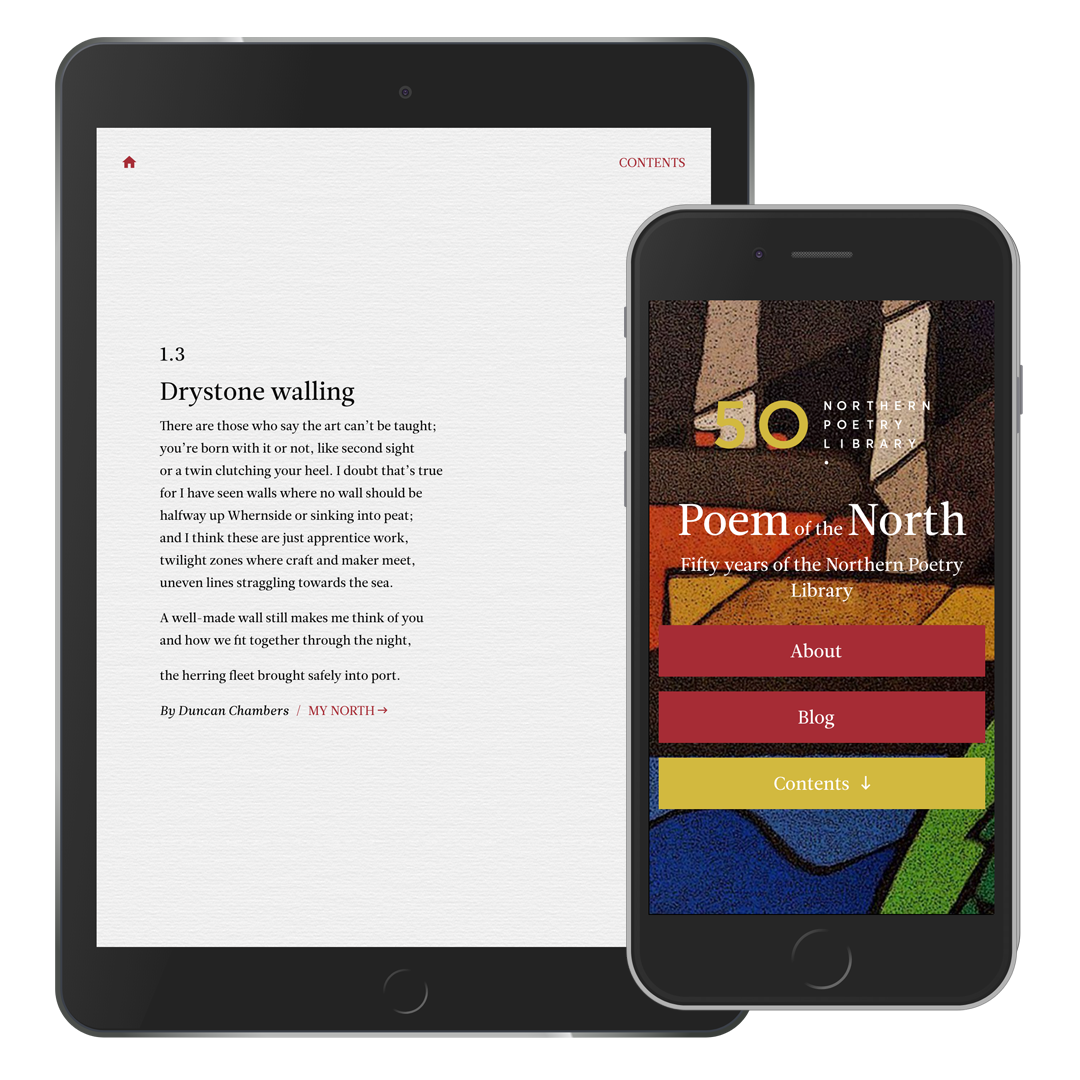 CONTENTS
1.3
Drystone walling
There are those who say the art can’t be taught;
you’re born with it or not, like second sight
or a twin clutching your heel. I doubt that’s true
for I have seen walls where no wall should be
halfway up Whernside or sinking into peat;
and I think these are just apprentice work,
twilight zones where craft and maker meet,
uneven lines straggling towards the sea.
A well-made wall still makes me think of you
and how we fit together through the night,
the herring fleet brought safely into port.
By Duncan Chambers / MY NORTH →
50
NORTHERN
POETRY
LIBRARY
Poem of the North
Fifty years of the Northern Poetry
Library
About
Blog
Contents ↓